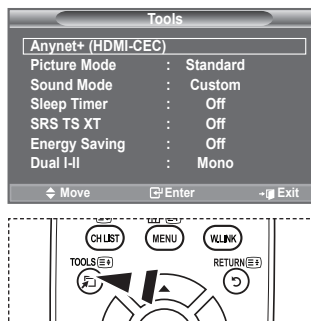 Tools
Anynet+ (HDMI-CEC)
Picture Mode : Standard
Sound Mode : Custom
Sleep Timer : Off
SRS TS XT : Off
Energy Saving : Off
Dual I-II : Mono
Move Enter Exit
CH LIST MENU W.LINK
TOOLS RETURN